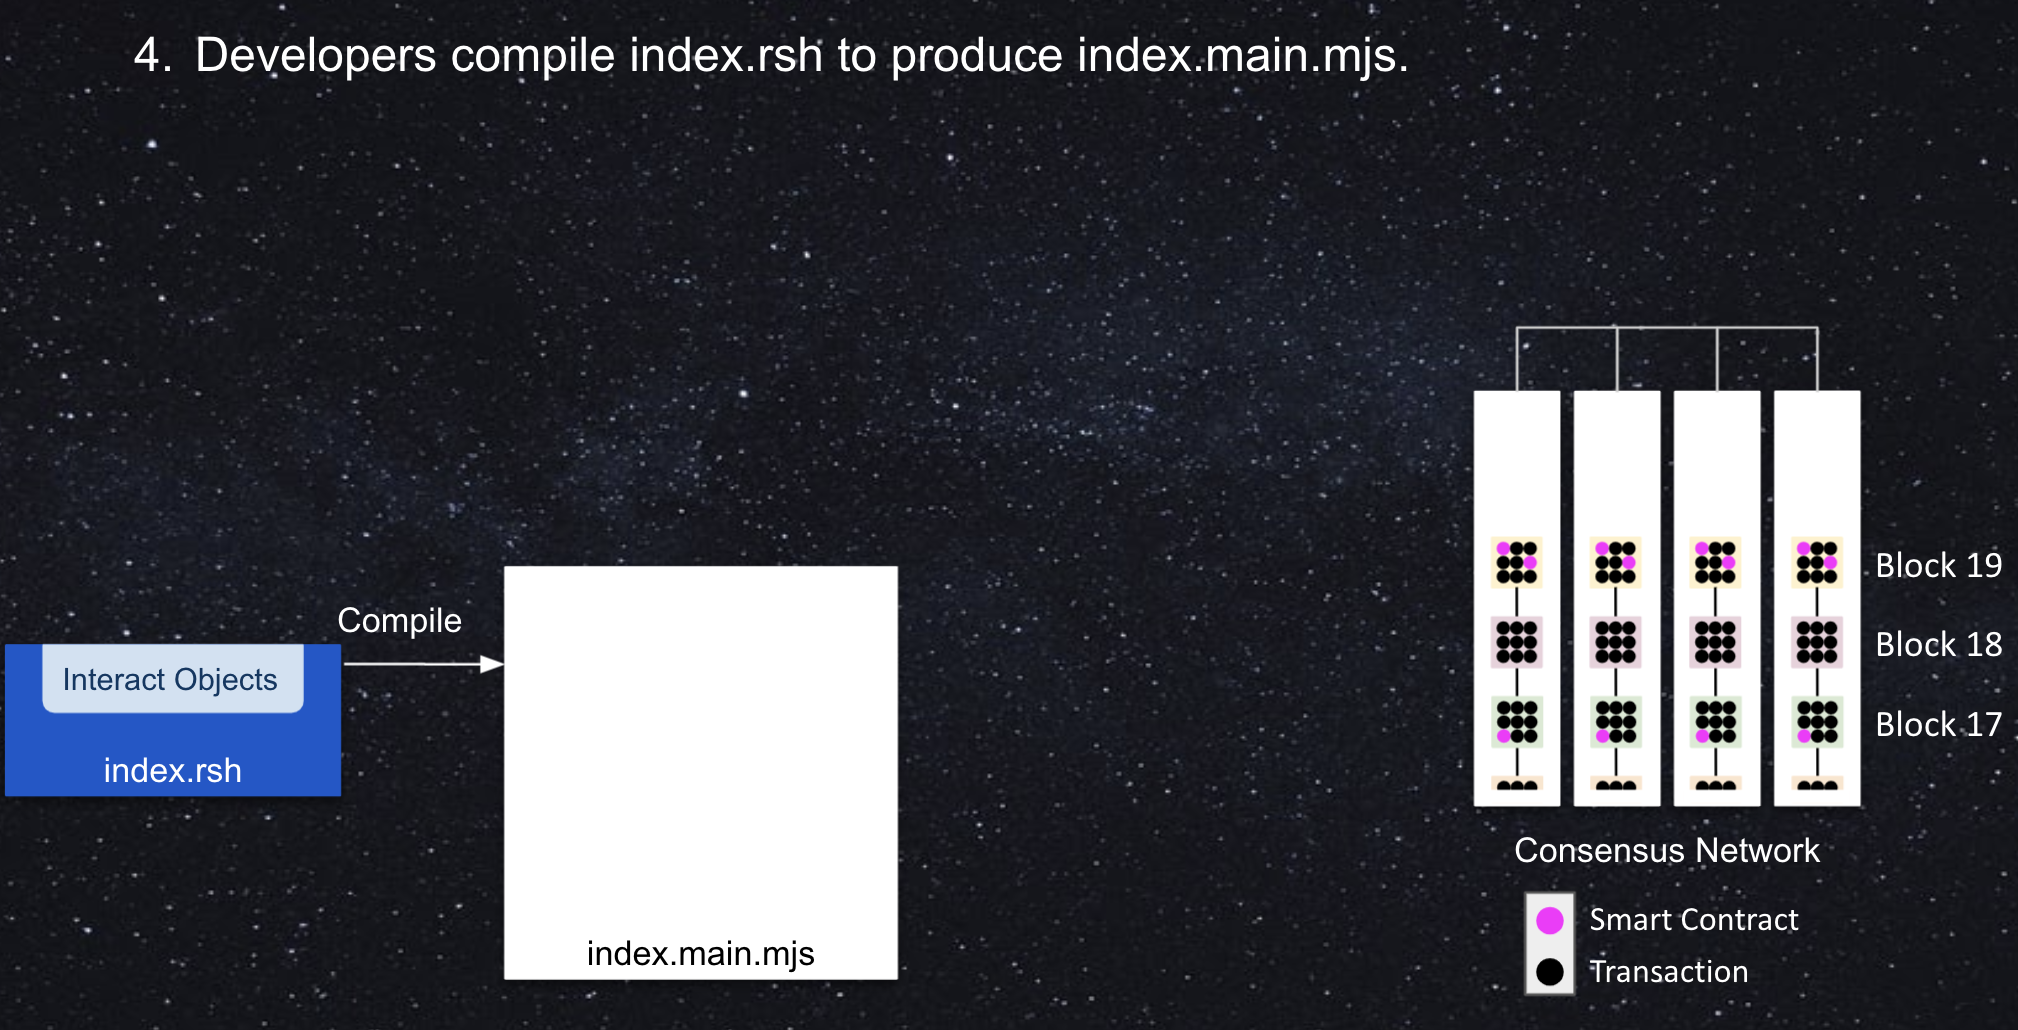 4. Developers compile index.rsh to produce index.main.mjs.
Compile
Interact Objects
index.rsh
index.main.mjs
Block 19
Block 18
Block 17
Consensus Network
Smart Contract
Transaction